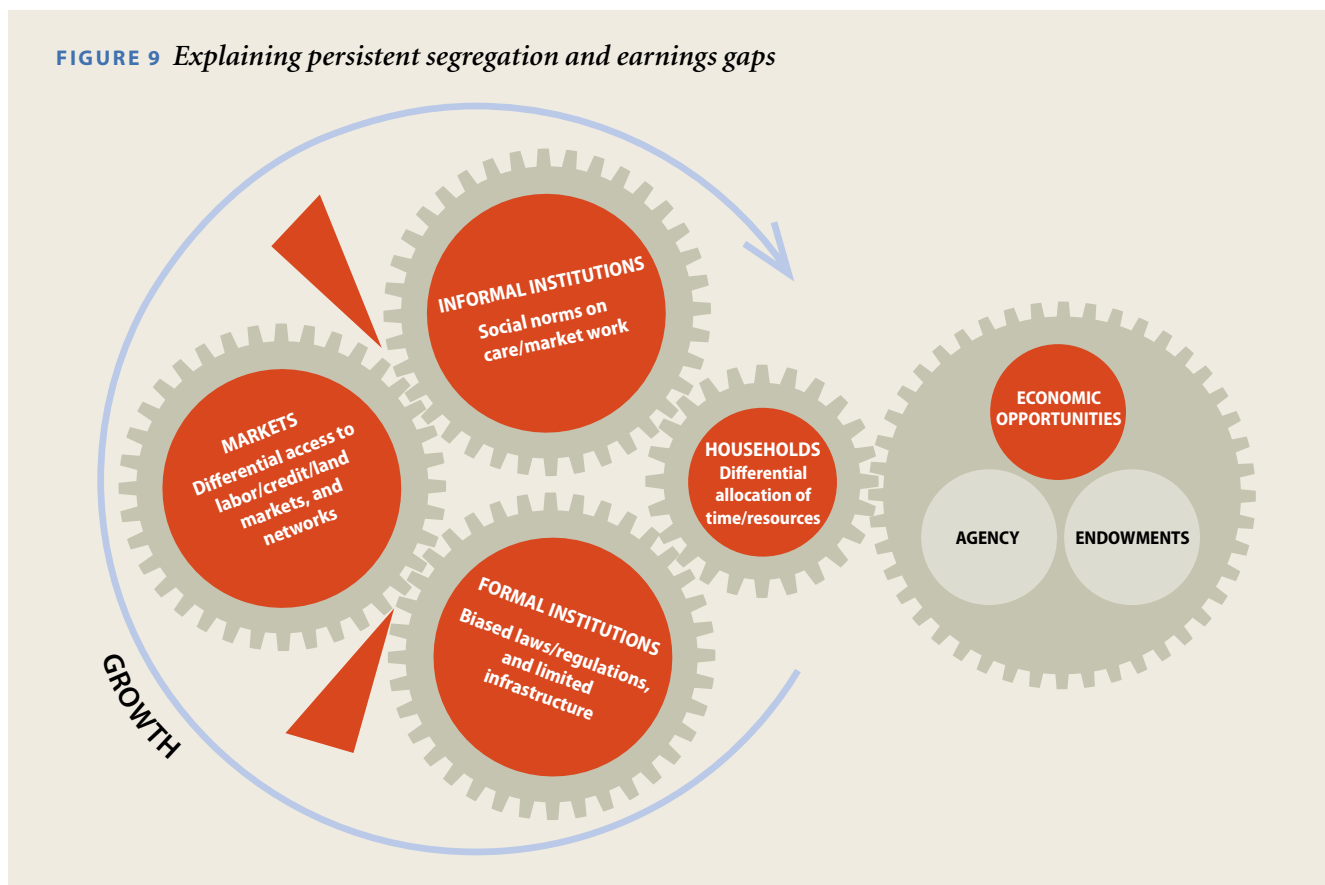 FIGURE 9 Explaining persistent segregation and earnings gaps
INFORMAL INSTITUTIONS
Social norms on
care/market work
MARKETS
Differential access to
labor/credit/land
markets, and
networks
HOUSEHOLDS
Differential
allocation of
time/resources
ECONOMIC
OPPORTUNITIES
AGENCY
ENDOWMENTS
FORMAL INSTITUTIONS
Biased laws/regulations,
and limited
infrastructure
GROWTH